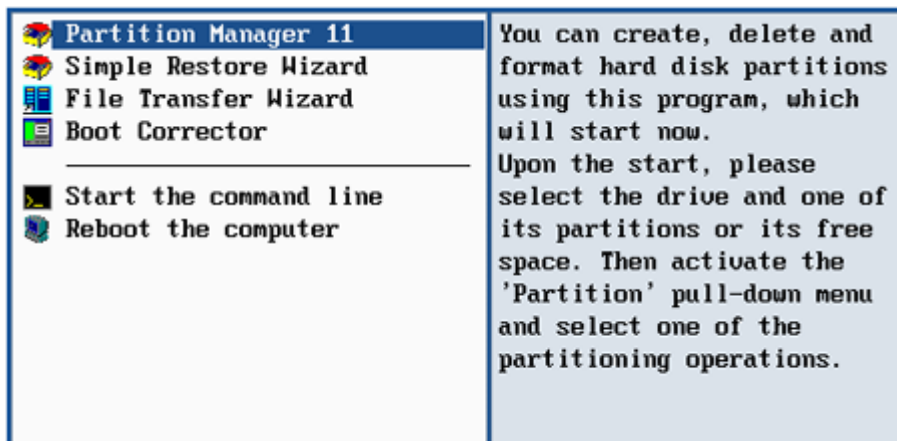 Partition Manager 11
Simple Restore Wizard
File Transfer Wizard
Boot Corrector
Start the command line
Reboot the computer
You can create, delete and
format hard disk partitions
using this program, which
will start now.
Upon the start, please
select the drive and one of
its partitions or its free
space. Then activate the
'Partition' pull-down menu
and select one of the
partitioning operations.